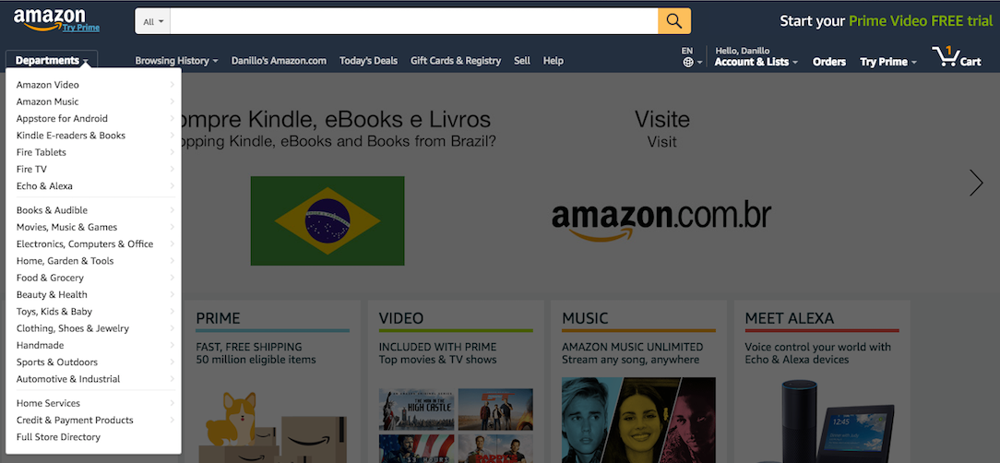 amazon
Try Prime
All
Start your Prime Video FREE trial
Departments
Browsing History
Danillo's Amazon.com
Today's Deals
Gift Cards & Registry
Sell
Help
EN
Hello, Danillo
Account & Lists
Orders
Try Prime
1
Cart
Amazon Video
Amazon Music
Appstore for Android
Kindle E-readers & Books
Fire Tablets
Fire TV
Echo & Alexa
Books & Audible
Movies, Music & Games
Electronics, Computers & Office
Home, Garden & Tools
Food & Grocery
Beauty & Health
Toys, Kids & Baby
Clothing, Shoes & Jewelry
Handmade
Sports & Outdoors
Automotive & Industrial
Home Services
Credit & Payment Products
Full Store Directory
ompre Kindle, eBooks e Livros
opping Kindle, eBooks and Books from Brazil?
Visite
Visit
amazon.com.br
PRIME
FAST, FREE SHIPPING
50 million eligible items
VIDEO
INCLUDED WITH PRIME
Top movies & TV shows
THE MAN IN THE
HIGH CASTLE
MUSIC
AMAZON MUSIC UNLIMITED
Stream any song, anywhere
MEET ALEXA
Voice control your world with
Echo & Alexa devices
12:45